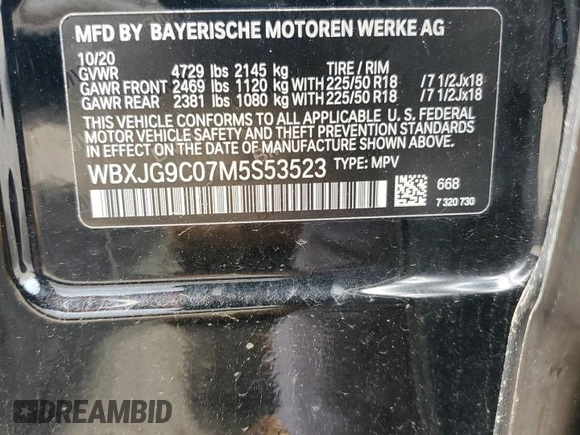 MFD BY BAYERISCHE MOTOREN WERKE AG
10/20
GVWR 4729 lbs 2145 kg TIRE / RIM
GAWR FRONT 2469 lbs 1120 kg WITH 225/50 R18 /7 1/2Jx18
GAWR REAR 2381 lbs 1080 kg WITH 225/50 R18 /7 1/2Jx18
THIS VEHICLE CONFORMS TO ALL APPLICABLE U. S. FEDERAL
MOTOR VEHICLE SAFETY, BUMPER, AND THEFT PREVENTION
STANDARDS IN EFFECT ON THE DATE OF MANUFACTURE SHOWN ABOVE.
WBXJG9C07M5S53523 TYPE: MPV
668
7 320 730
DREAMBID